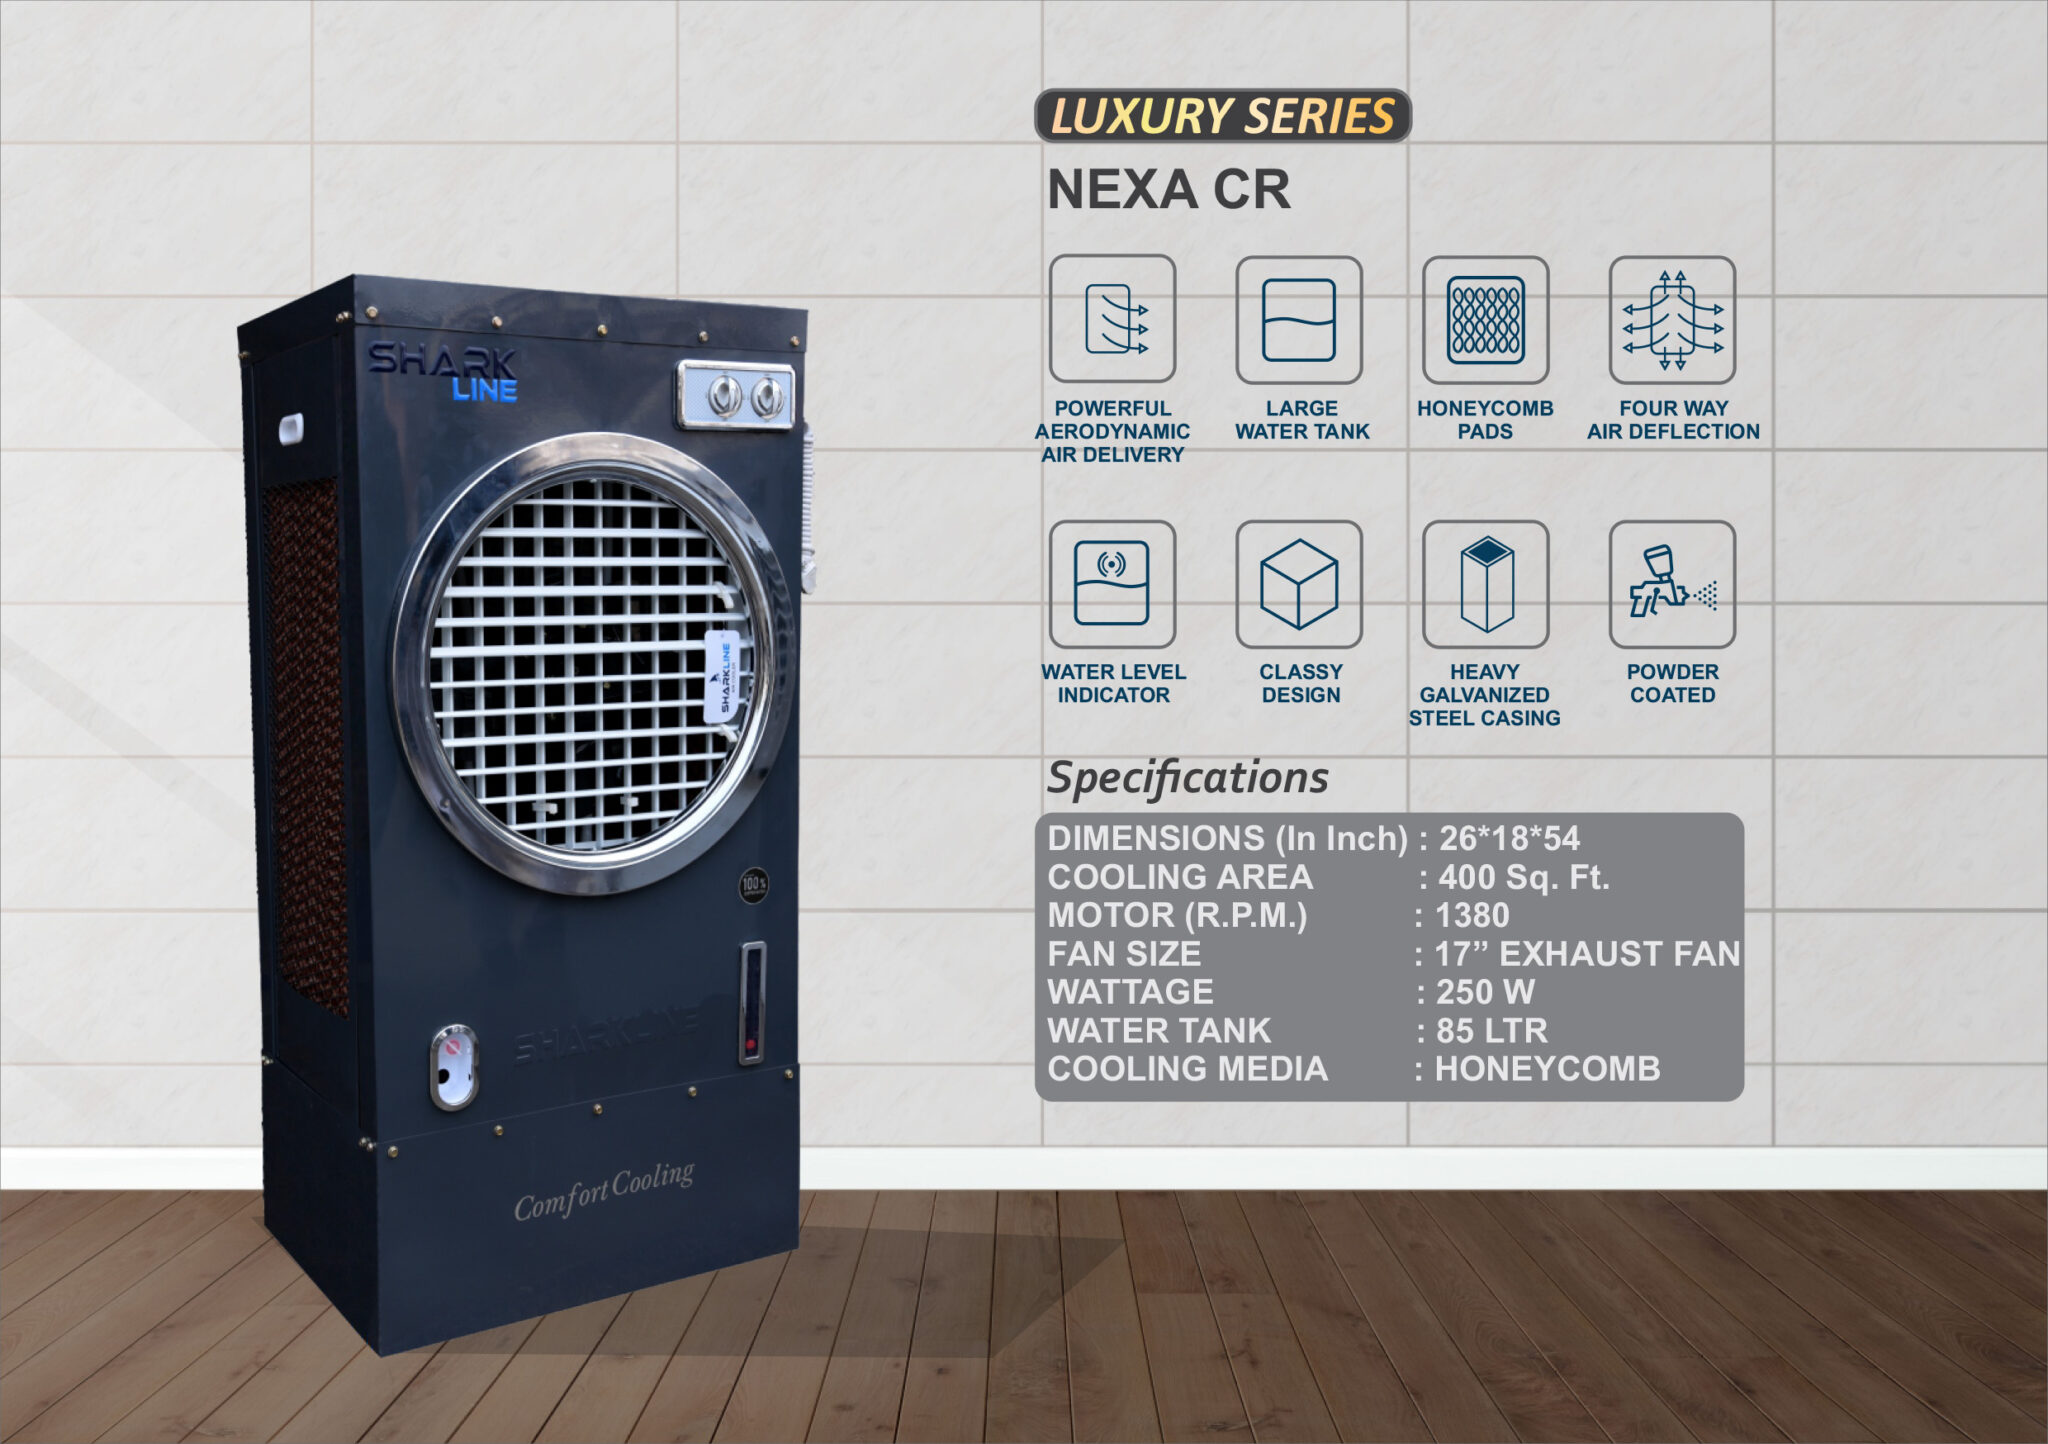 LUXURY SERIES
NEXA CR
SHARK
LINE
POWERFUL
AERODYNAMIC
AIR DELIVERY
LARGE
WATER TANK
HONEYCOMB
PADS
FOUR WAY
AIR DEFLECTION
WATER LEVEL
INDICATOR
CLASSY
DESIGN
HEAVY
GALVANIZED
STEEL CASING
POWDER
COATED
SHARKLINE
AIR COOLER
100%
SHARKLINE
Comfort Cooling
Specifications
DIMENSIONS (In Inch) : 26*18*54
COOLING AREA : 400 Sq. Ft.
MOTOR (R.P.M.) : 1380
FAN SIZE : 17” EXHAUST FAN
WATTAGE : 250 W
WATER TANK : 85 LTR
COOLING MEDIA : HONEYCOMB